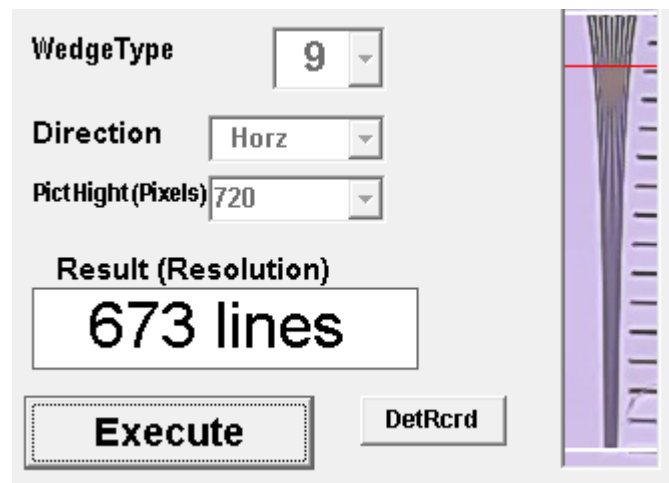 WedgeType 9
Direction Horz
PictHight(Pixels) 720
Result (Resolution)
673 lines
Execute DetRcrd